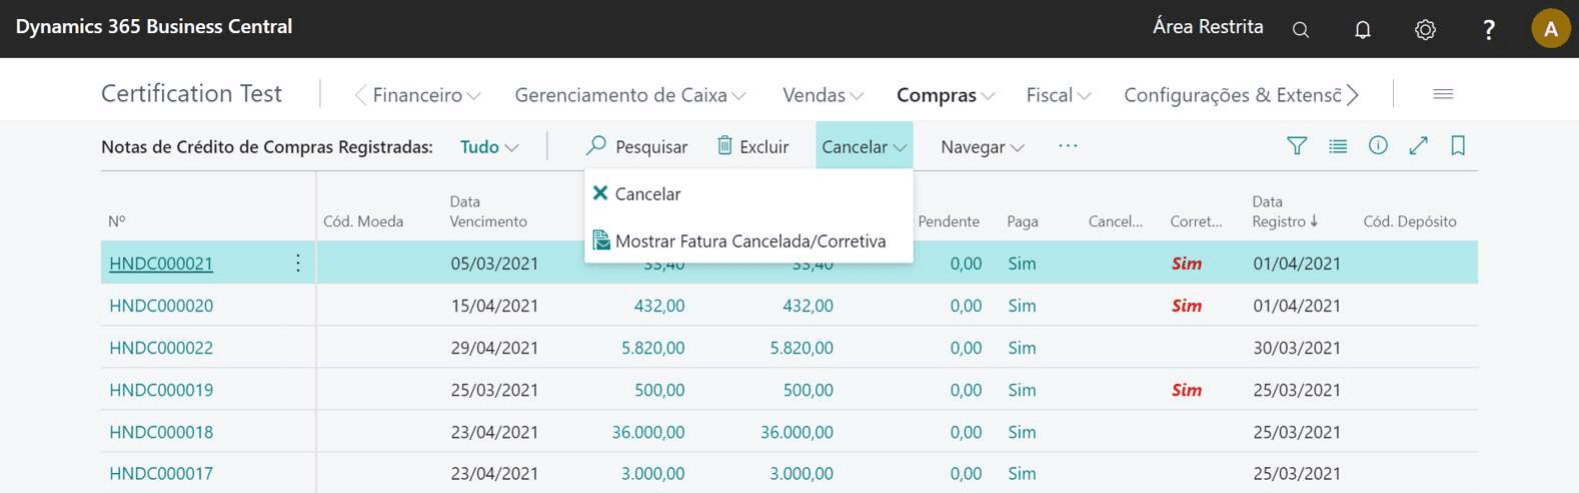 Dynamics 365 Business Central
Área Restrita
?
A
Certification Test
Financeiro
Gerenciamento de Caixa
Vendas
Compras
Fiscal
Configurações & Extensõ
Notas de Crédito de Compras Registradas:
Tudo
Pesquisar
Excluir
Cancelar
Navegar
...
Cancelar
Mostrar Fatura Cancelada/Corretiva
Nº Cód. Moeda Data Vencimento Pendente Paga Cancel... Corret... Data Registro Cód. Depósito
HNDC000021 05/03/2021 53,40 53,40 0,00 Sim Sim 01/04/2021
HNDC000020 15/04/2021 432,00 432,00 0,00 Sim Sim 01/04/2021
HNDC000022 29/04/2021 5.820,00 5.820,00 0,00 Sim 30/03/2021
HNDC000019 25/03/2021 500,00 500,00 0,00 Sim Sim 25/03/2021
HNDC000018 23/04/2021 36.000,00 36.000,00 0,00 Sim 25/03/2021
HNDC000017 23/04/2021 3.000,00 3.000,00 0,00 Sim 25/03/2021